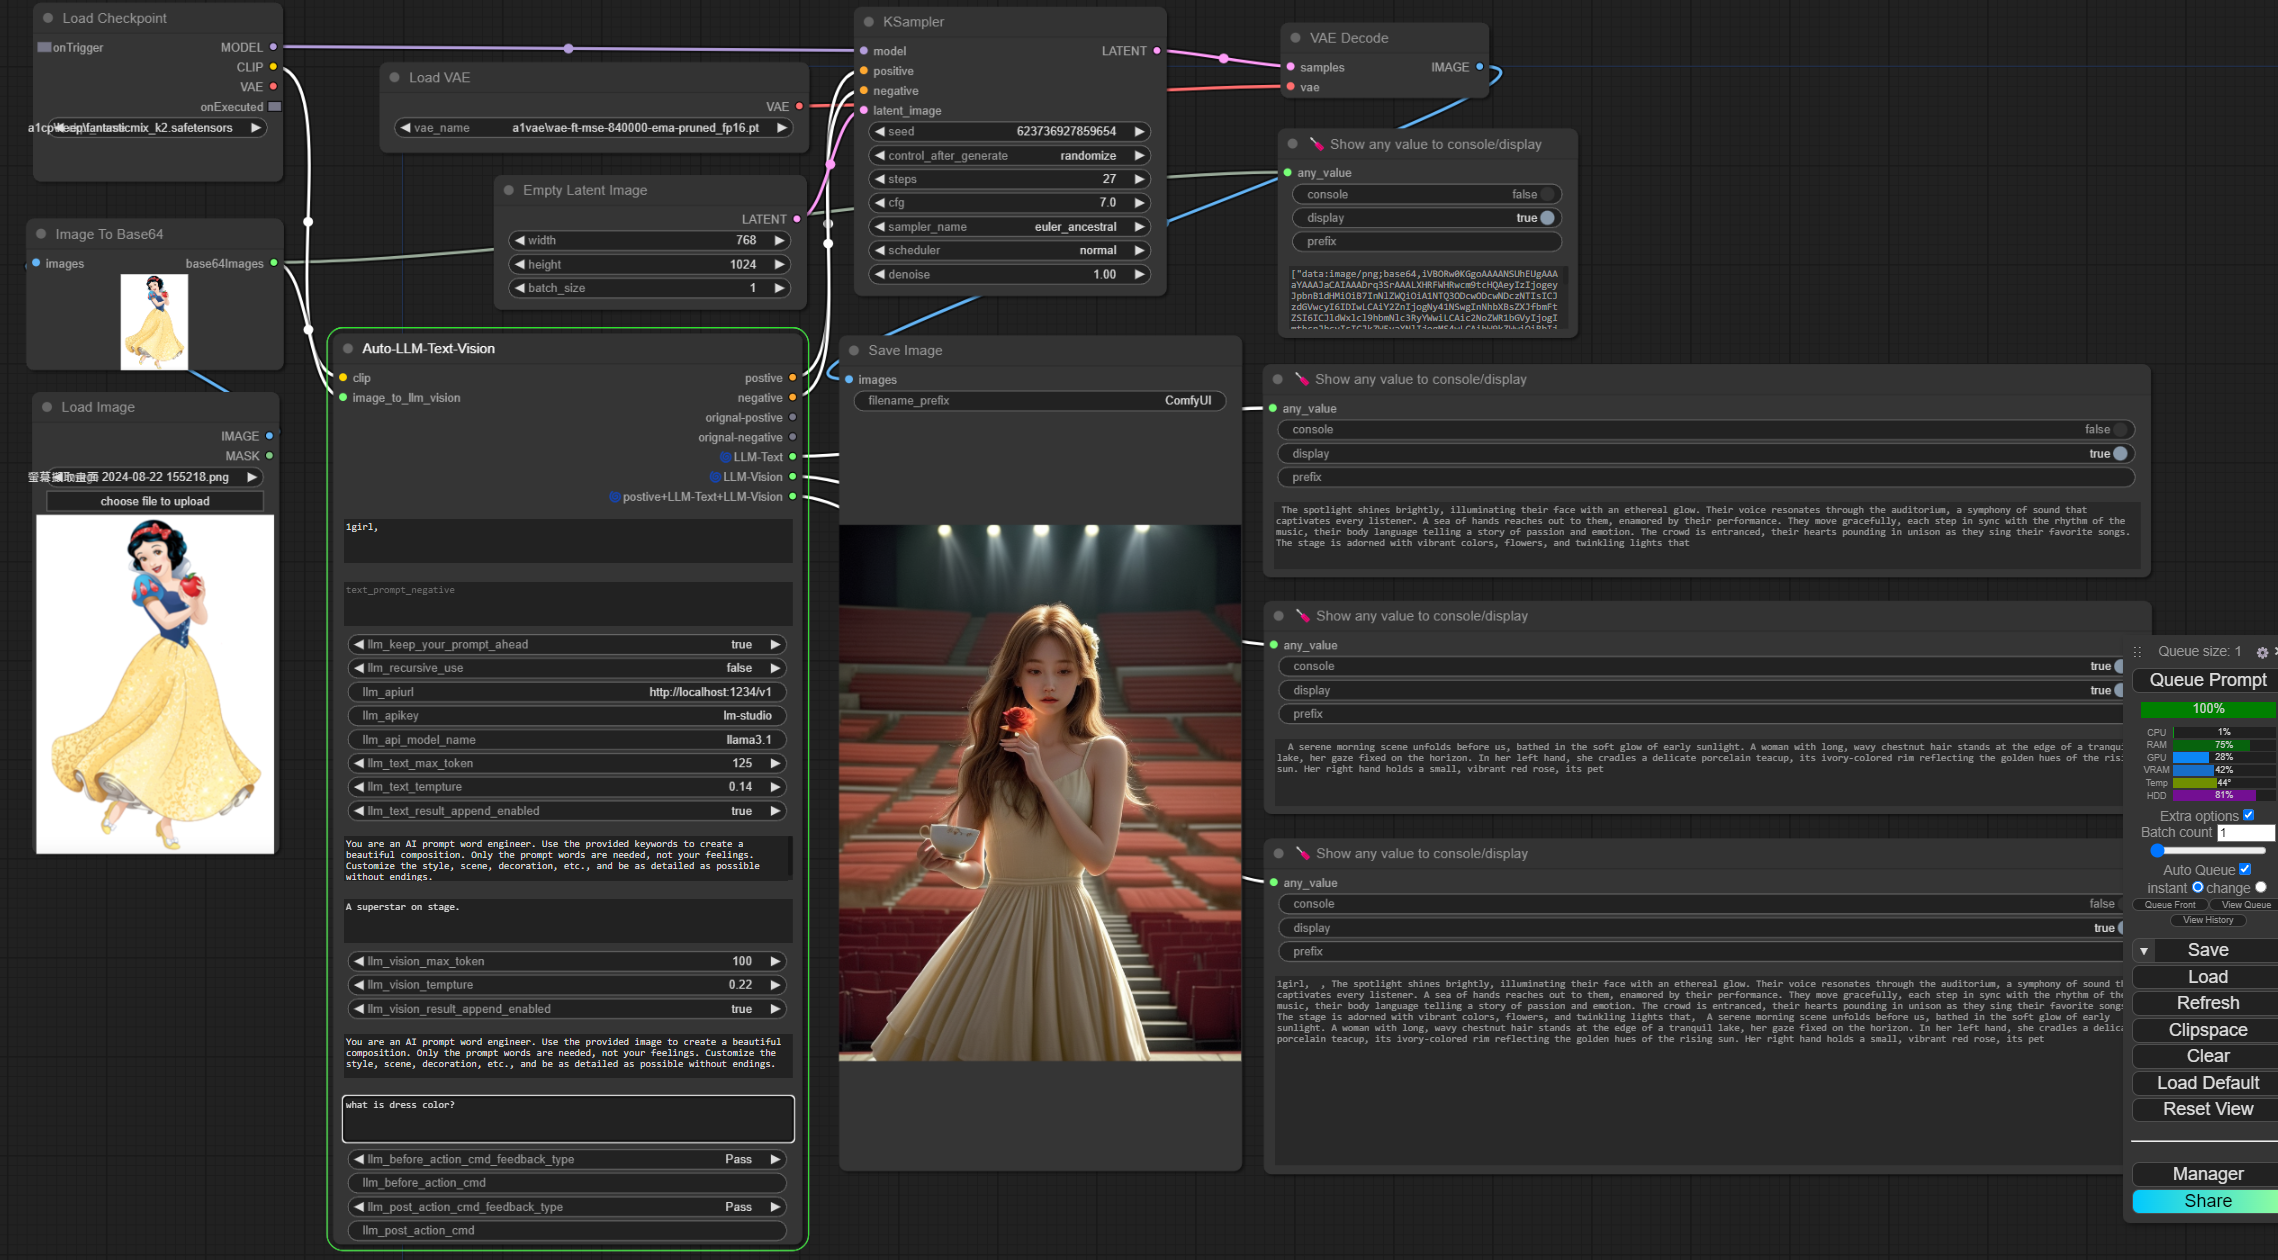 Load Checkpoint
onTrigger
MODEL
CLIP
VAE
onExecuted
fantasticmix_k2.safetensors
Load VAE
VAE
vae_name a1vae\vae-ft-mse-840000-ema-pruned_fp16.pt
Empty Latent Image
LATENT
width 768
height 1024
batch_size 1
Image To Base64
images base64Images
Load Image
IMAGE
MASK
2024-08-22 155218.png
choose file to upload
Auto-LLM-Text-Vision
clip postive
image_to_llm_vision negative
orignal-postive
orignal-negative
LLM-Text
LLM-Vision
postive+LLM-Text+LLM-Vision
1girl,
text_prompt_negative
llm_keep_your_prompt_ahead true
llm_recursive_use false
llm_apiurl http://localhost:1234/v1
llm_apikey lm-studio
llm_api_model_name llama3.1
llm_text_max_token 125
llm_text_tempture 0.14
llm_text_result_append_enabled true
You are an AI prompt word engineer. Use the provided keywords to create a
beautiful composition. Only the prompt words are needed, not your feelings.
Customize the style, scene, decoration, etc., and be as detailed as possible
without endings.
A superstar on stage.
llm_vision_max_token 100
llm_vision_tempture 0.22
llm_vision_result_append_enabled true
You are an AI prompt word engineer. Use the provided image to create a beautiful
composition. Only the prompt words are needed, not your feelings. Customize the
style, scene, decoration, etc., and be as detailed as possible without endings.
what is dress color?
llm_before_action_cmd_feedback_type Pass
llm_before_action_cmd
llm_post_action_cmd_feedback_type Pass
llm_post_action_cmd
KSampler
model LATENT
positive
negative
latent_image
seed 623736927859654
control_after_generate randomize
steps 27
cfg 7.0
sampler_name euler_ancestral
scheduler normal
denoise 1.00
Save Image
images
filename_prefix ComfyUI
VAE Decode
samples IMAGE
vae
Show any value to console/display
any_value
console false
display true
prefix
["data:image/png;base64,
Show any value to console/display
any_value
console false
display true
prefix
The spotlight shines brightly, illuminating their face with an ethereal glow. Their voice resonates through the auditorium, a symphony of sound that
captivates every listener. A sea of hands reaches out to them, enamored by their performance. They move gracefully, each step in sync with the rhythm of the
music, their body language telling a story of passion and emotion. The crowd is entranced, their hearts pounding in unison as they sing their favorite songs.
The stage is adorned with vibrant colors, flowers, and twinkling lights that
Show any value to console/display
any_value
console true
display true
prefix
A serene morning scene unfolds before us, bathed in the soft glow of early sunlight. A woman with long, wavy chestnut hair stands at the edge of a tranqui
lake, her gaze fixed on the horizon. In her left hand, she cradles a delicate porcelain teacup, its ivory-colored rim reflecting the golden hues of the ris
sun. Her right hand holds a small, vibrant red rose, its pet
Show any value to console/display
any_value
console false
display true
prefix
1girl, , The spotlight shines brightly, illuminating their face with an ethereal glow. Their voice resonates through the auditorium, a symphony of sound th
captivates every listener. A sea of hands reaches out to them, enamored by their performance. They move gracefully, each step in sync with the rhythm of the
music, their body language telling a story of passion and emotion. The crowd is entranced, their hearts pounding in unison as they sing their favorite songs
The stage is adorned with vibrant colors, flowers, and twinkling lights that, A serene morning scene unfolds before us, bathed in the soft glow of early
sunlight. A woman with long, wavy chestnut hair stands at the edge of a tranquil lake, her gaze fixed on the horizon. In her left hand, she cradles a delica
porcelain teacup, its ivory-colored rim reflecting the golden hues of the rising sun. Her right hand holds a small, vibrant red rose, its pet
Queue size: 1
Queue Prompt
100%
CPU 1%
RAM 75%
GPU 28%
VRAM 42%
Temp 44°
HDD 81%
Extra options
Batch count 1
Auto Queue
instant change
Queue Front View Queue
View History
Save
Load
Refresh
Clipspace
Clear
Load Default
Reset View
Manager
Share